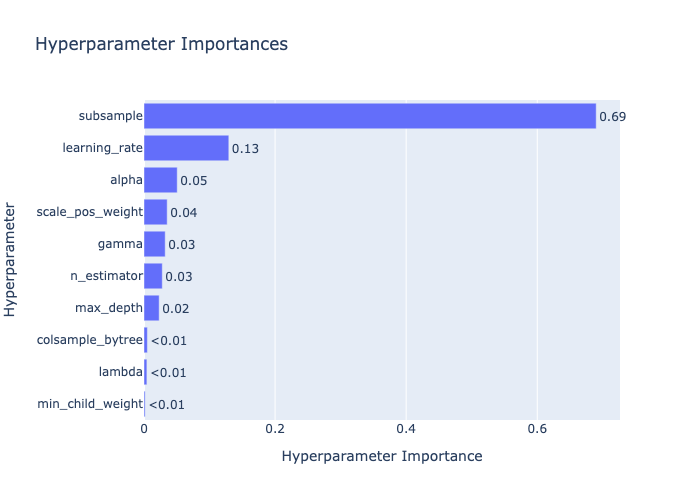 Hyperparameter Importances
Hyperparameter
subsample 0.69
learning_rate 0.13
alpha 0.05
scale_pos_weight 0.04
gamma 0.03
n_estimator 0.03
max_depth 0.02
colsample_bytree <0.01
lambda <0.01
min_child_weight <0.01
0 0.2 0.4 0.6
Hyperparameter Importance